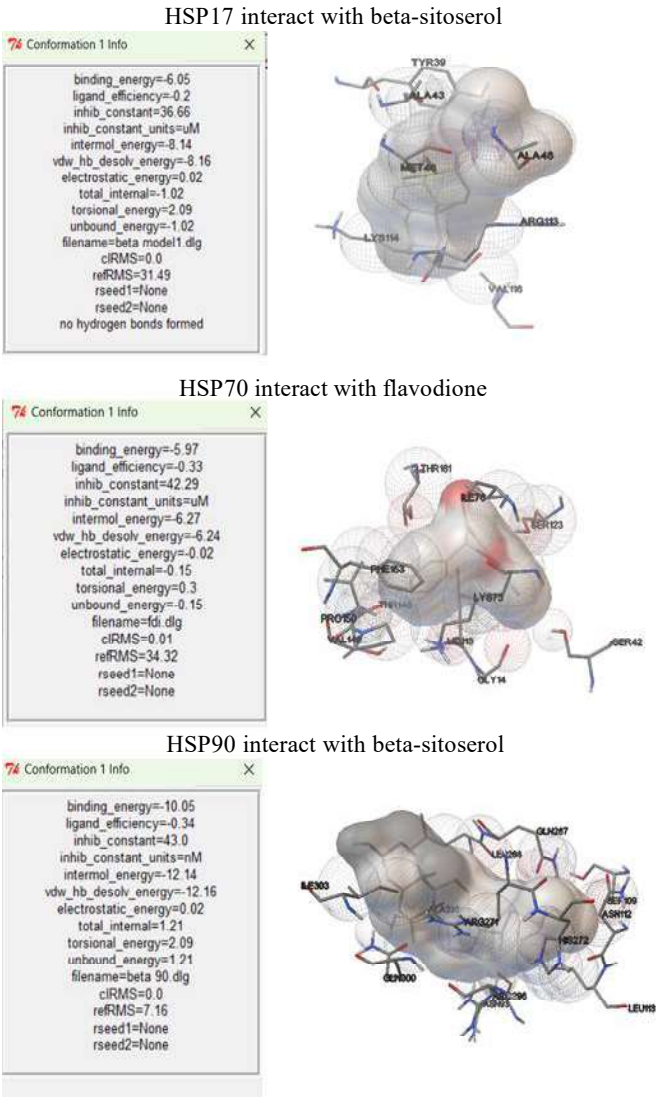 HSP17 interact with beta-sitoserol
Conformation 1 Info
binding_energy=-6.05
ligand_efficiency=-0.2
inhib_constant=36.66
inhib_constant_units=uM
intermol_energy=-8.14
vdw_hb_desolv_energy=-8.16
electrostatic_energy=0.02
total_internal=-1.02
torsional_energy=2.09
unbound_energy=-1.02
filename=beta model1.dlg
clRMS=0.0
refRMS=31.49
rseed1=None
rseed2=None
no hydrogen bonds formed
TYR39
ALA43
MET46
ALA48
ARG113
LYS114
VAL116
HSP70 interact with flavodione
Conformation 1 Info
binding_energy=-5.97
ligand_efficiency=-0.33
inhib_constant=42.29
inhib_constant_units=uM
intermol_energy=-6.27
vdw_hb_desolv_energy=-6.24
electrostatic_energy=-0.02
total_internal=-0.15
torsional_energy=0.3
unbound_energy=-0.15
filename=fdi.dlg
clRMS=0.01
refRMS=34.32
rseed1=None
rseed2=None
THR161
ILE76
SER123
PHE153
LYS73
PRO150
GLY14
SER42
HSP90 interact with beta-sitoserol
Conformation 1 Info
binding_energy=-10.05
ligand_efficiency=-0.34
inhib_constant=43.0
inhib_constant_units=nM
intermol_energy=-12.14
vdw_hb_desolv_energy=-12.16
electrostatic_energy=0.02
total_internal=1.21
torsional_energy=2.09
unbound_energy=1.21
filename=beta 90.dlg
clRMS=0.0
refRMS=7.16
rseed1=None
rseed2=None
GLN267
LEU268
SER109
ASN112
ILE303
ARG271
HIS272
GLN300
LEU113